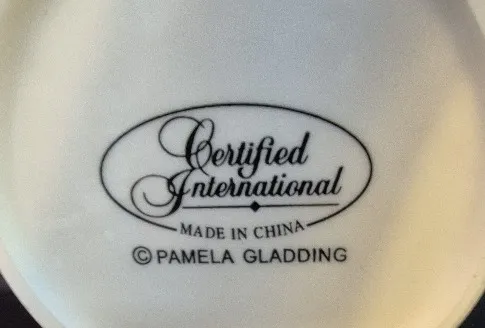 Certified
International
MADE IN CHINA
©PAMELA GLADDING